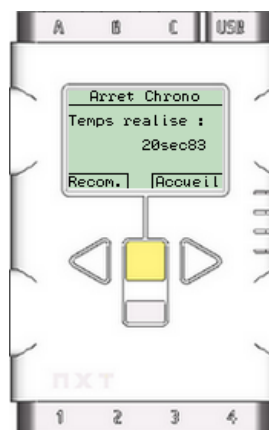 A B C USB
Arret Chrono
Temps realise :
20sec83
Recom. Accueil
NXT
1 2 3 4